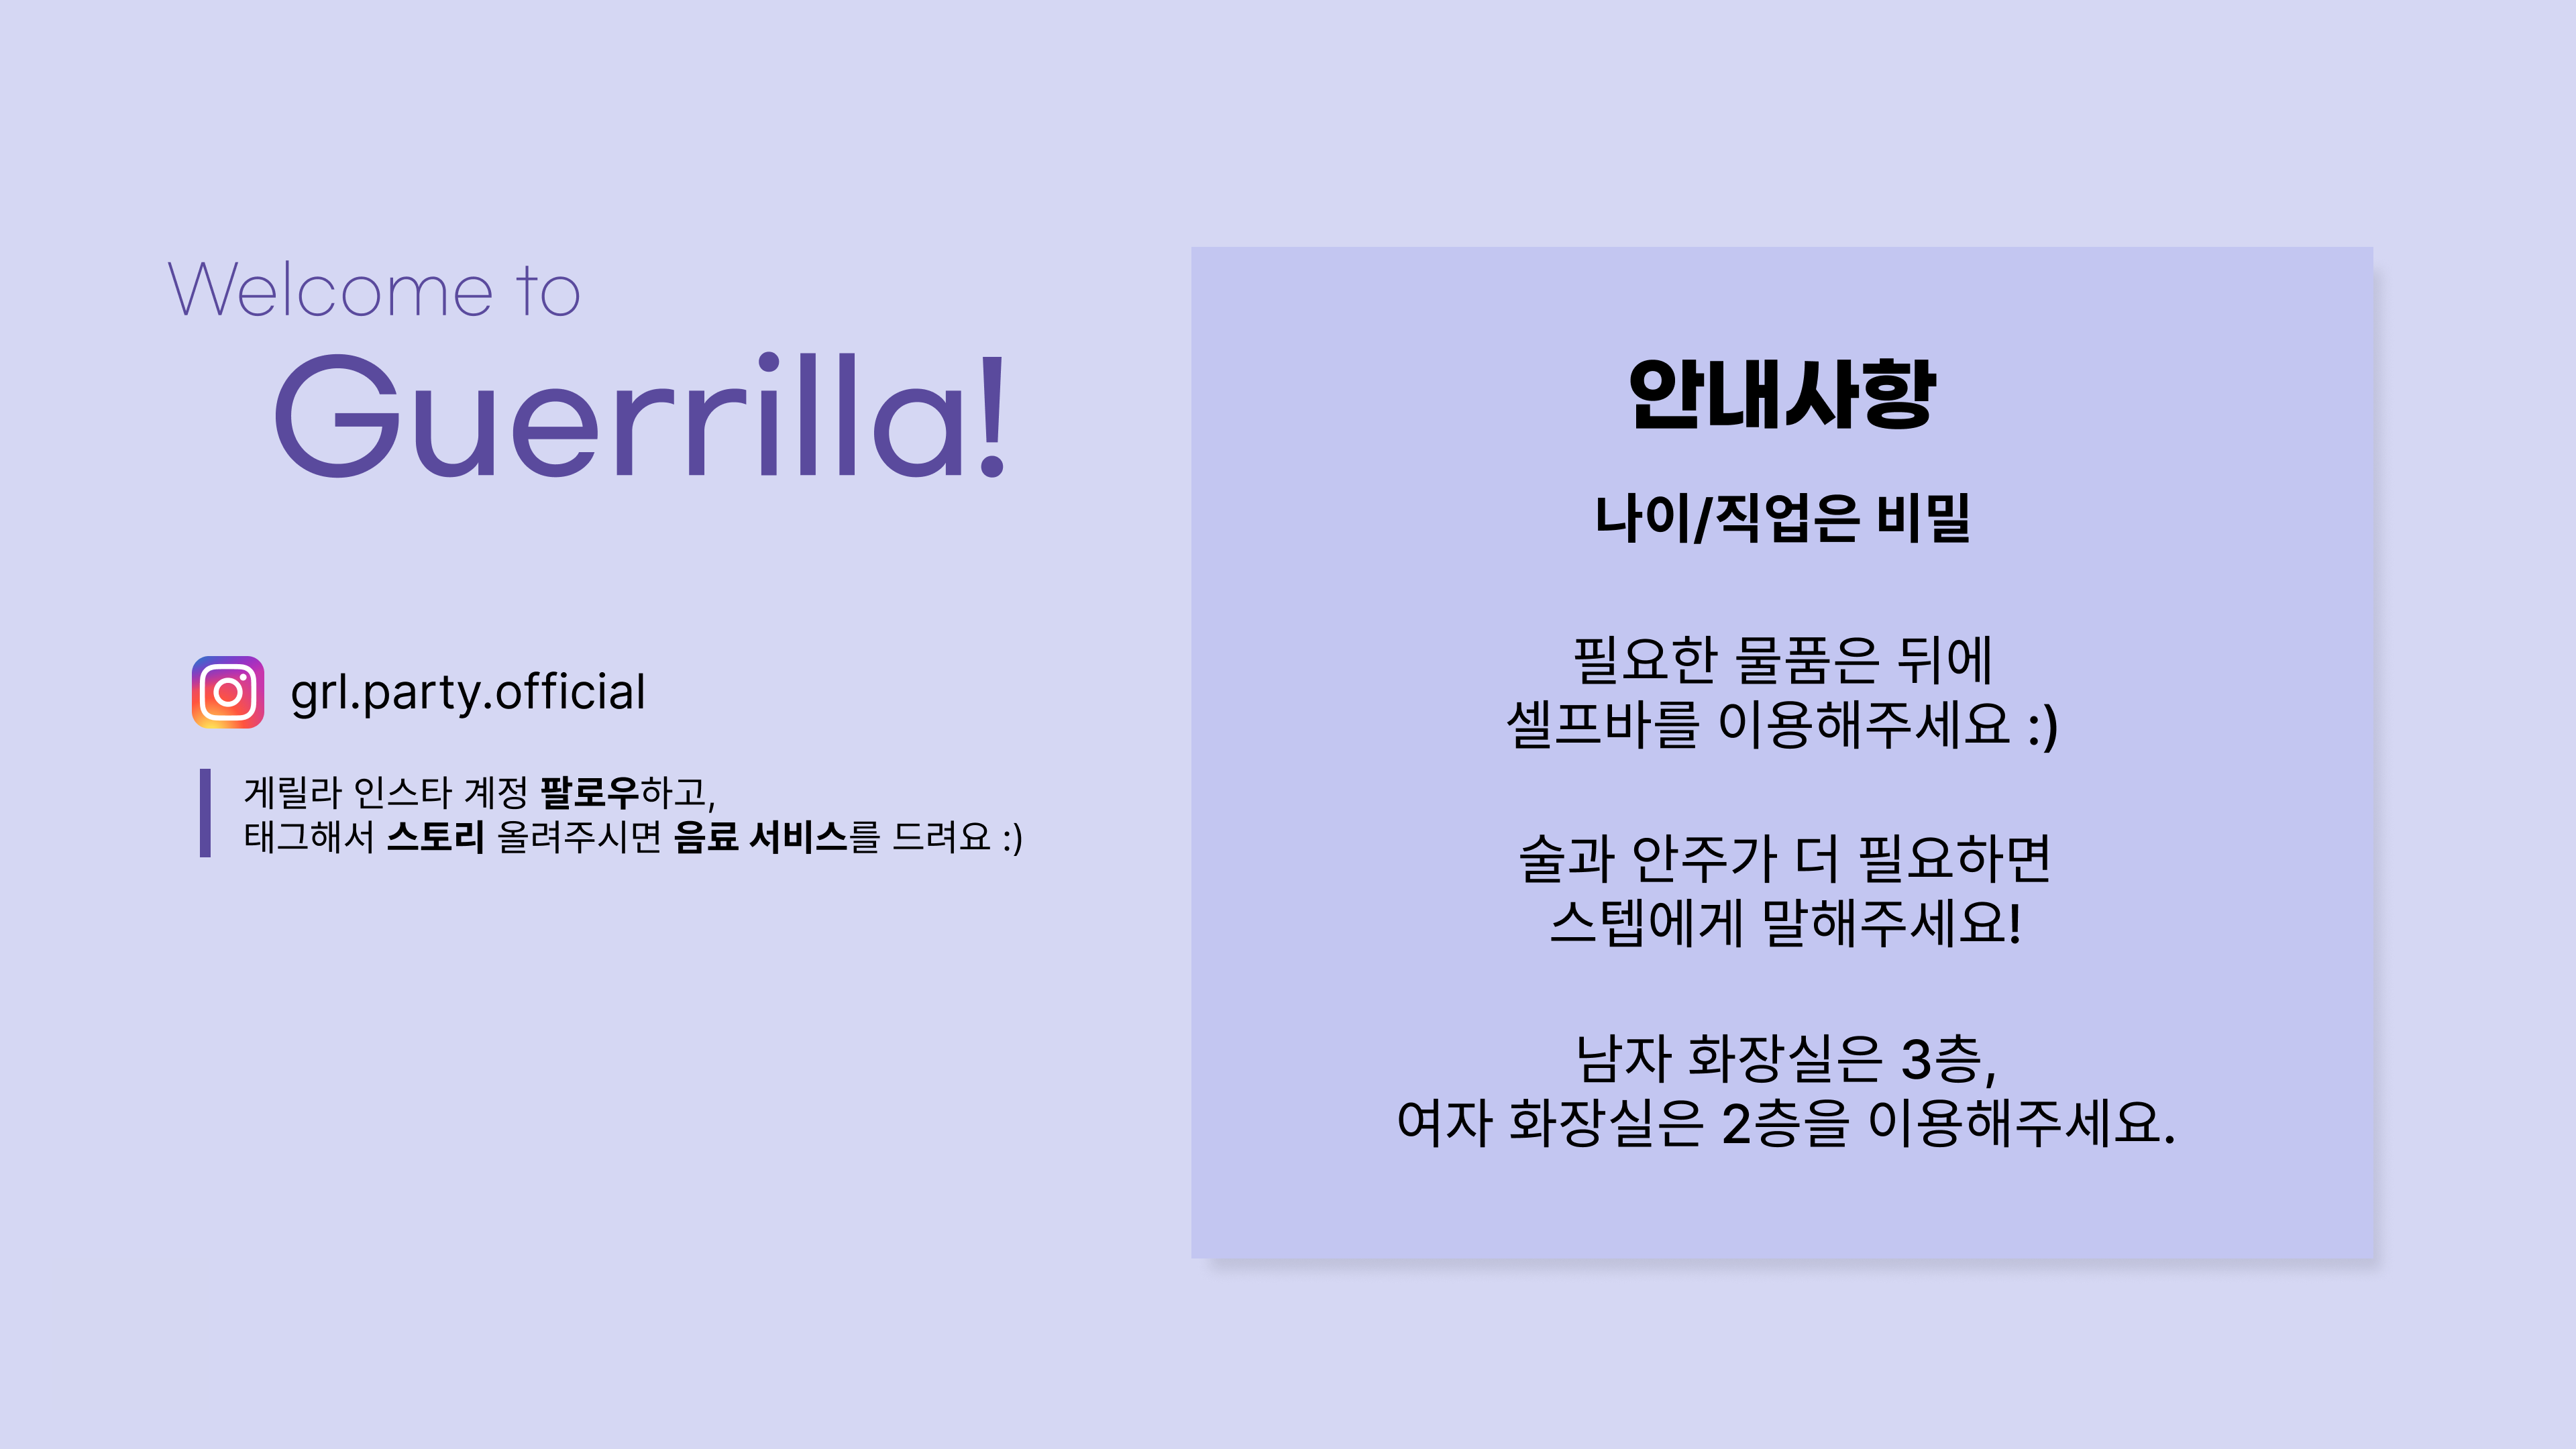 Welcome to
Guerrilla!
grl.party.official
게릴라 인스타 계정 팔로우하고,
태그해서 스토리 올려주시면 음료 서비스를 드려요 :)
안내사항
나이/직업은 비밀
필요한 물품은 뒤에
셀프바를 이용해주세요 :)
술과 안주가 더 필요하면
스텝에게 말해주세요!
남자 화장실은 3층,
여자 화장실은 2층을 이용해주세요.